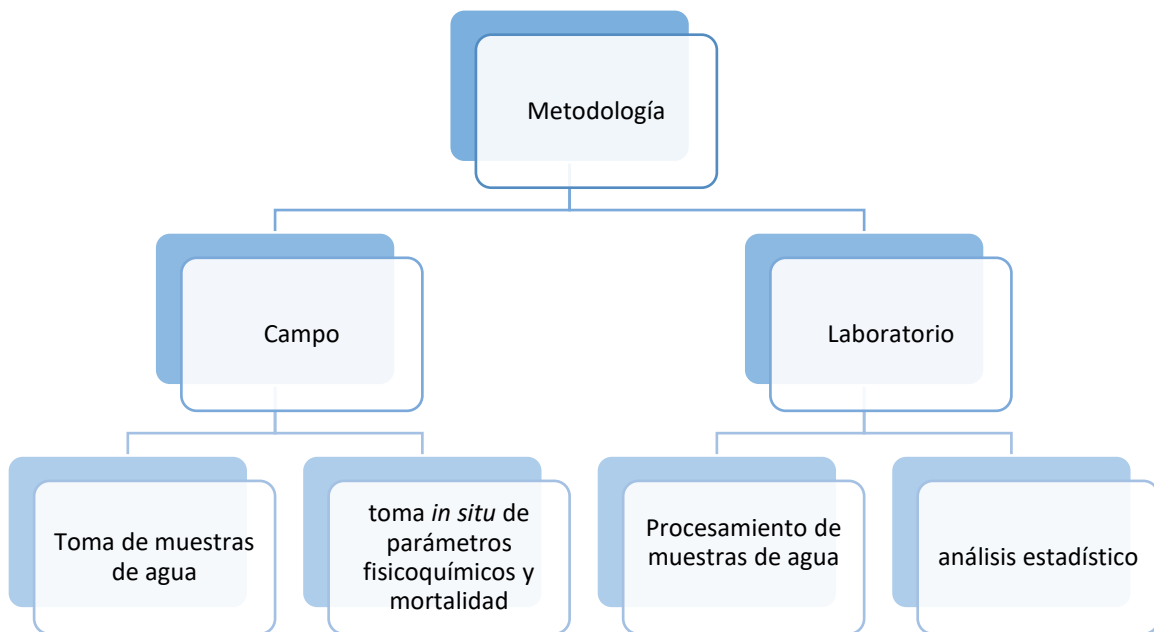 Metodología
Campo
Laboratorio
Toma de muestras
de agua
toma in situ de
parámetros
fisicoquímicos y
mortalidad
Procesamiento de
muestras de agua
análisis estadístico